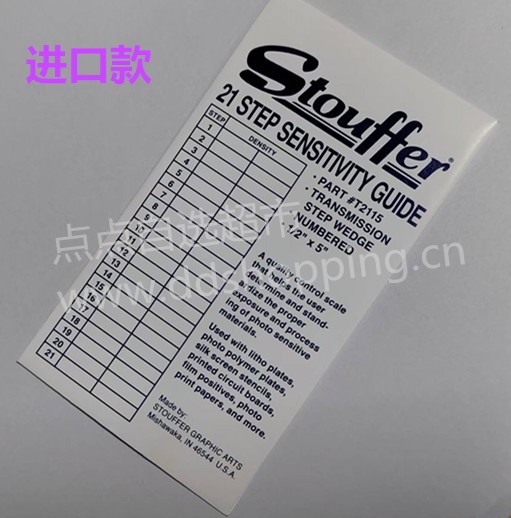 进口款
Stouffer®
21 STEP SENSITIVITY GUIDE
STEP
DENSITY
1
2
3
4
5
6
7
8
9
10
11
12
13
14
15
16
17
18
19
20
21
· PART #T2115
· TRANSMISSION
STEP WEDGE
· NUMBERED
· 1/2" X 5"
A quality control scale
that helps the user
determine and stand-
ardize the proper
exposure and process
ing of photo sensitive
materials.
Used with litho plates,
photo polymer plates,
silk screen stencils,
printed circuit boards,
film positives, photo
print papers, and more.
Made by:
STOUFFER GRAPHIC ARTS
Mishawaka, IN 46544 U.S.A.
点点自选超市
www.ddshopping.cn